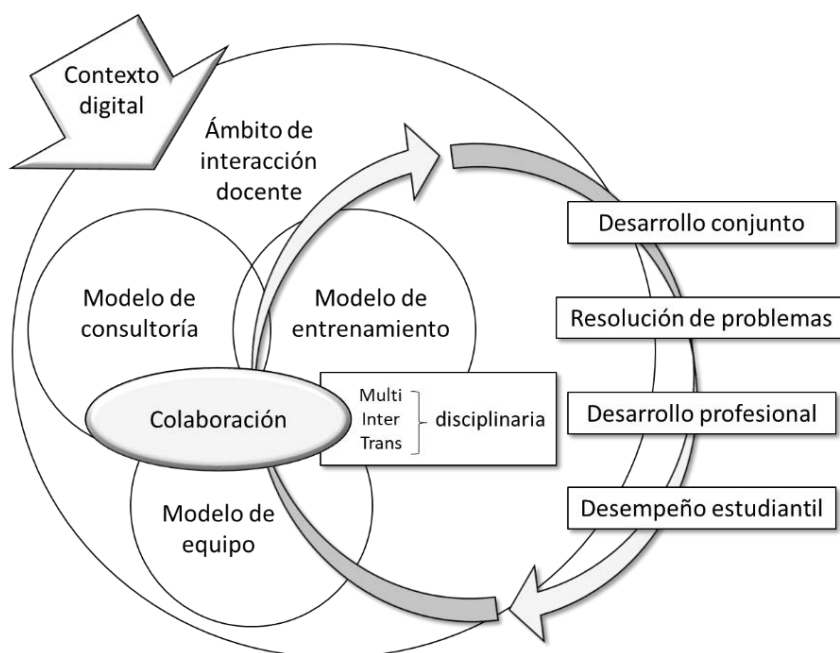 Contexto
digital
Ámbito de
interacción
docente
Modelo de
consultoría
Modelo de
entrenamiento
Colaboración
Multi
Inter
Trans
disciplinaria
Modelo de
equipo
Desarrollo conjunto
Resolución de problemas
Desarrollo profesional
Desempeño estudiantil